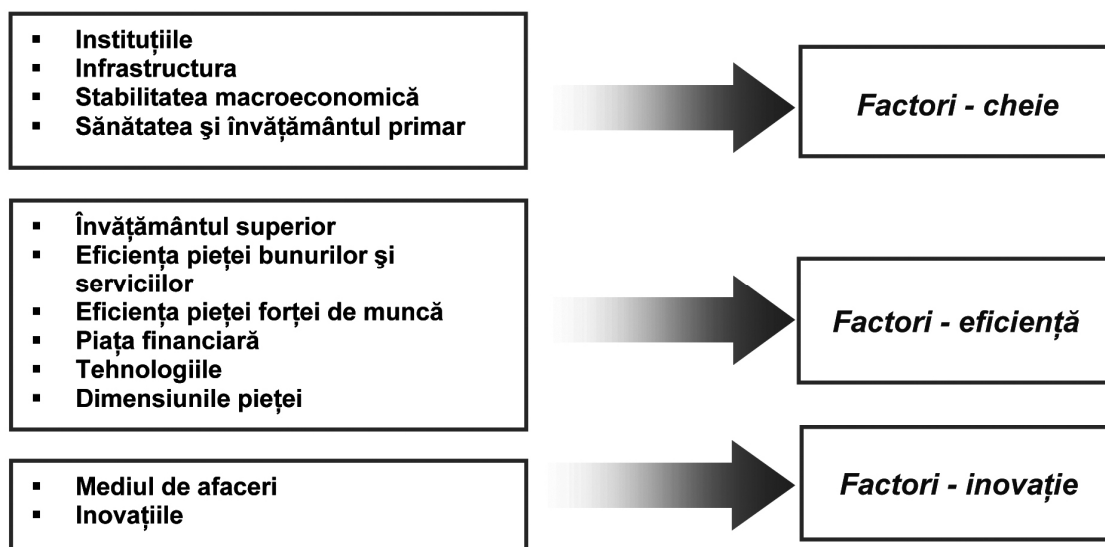 ▪ Instituțiile
▪ Infrastructura
▪ Stabilitatea macroeconomică
▪ Sănătatea şi învățământul primar
Factori - cheie
▪ Învățământul superior
▪ Eficiența pieței bunurilor şi
serviciilor
▪ Eficiența pieței forței de muncă
▪ Piața financiară
▪ Tehnologiile
▪ Dimensiunile pieței
Factori - eficiență
▪ Mediul de afaceri
▪ Inovațiile
Factori - inovație